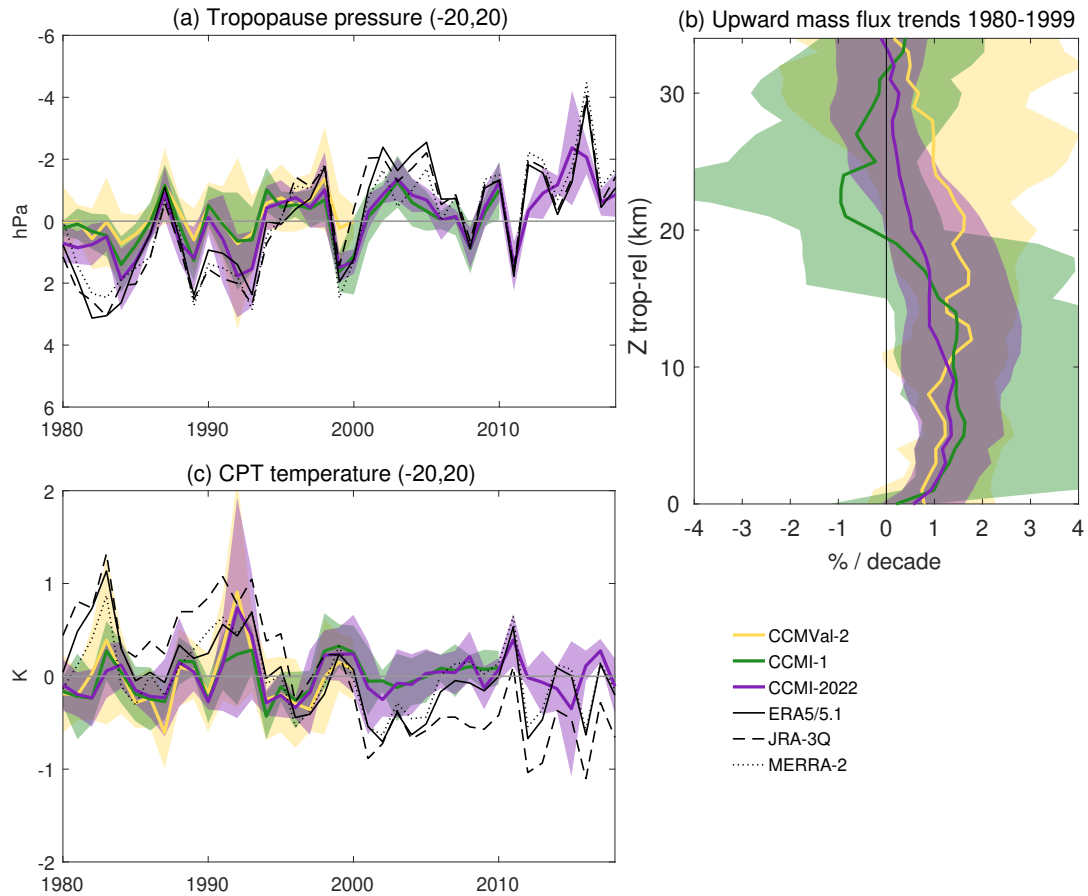 (a) Tropopause pressure (-20,20)
-6
-4
-2
0
2
4
6
hPa
1980
1990
2000
2010
(b) Upward mass flux trends 1980-1999
30
20
10
0
Z trop-rel (km)
-4
-3
-2
-1
0
1
2
3
4
% / decade
(c) CPT temperature (-20,20)
2
1
0
-1
-2
K
1980
1990
2000
2010
CCMVal-2
CCMI-1
CCMI-2022
ERA5/5.1
JRA-3Q
MERRA-2